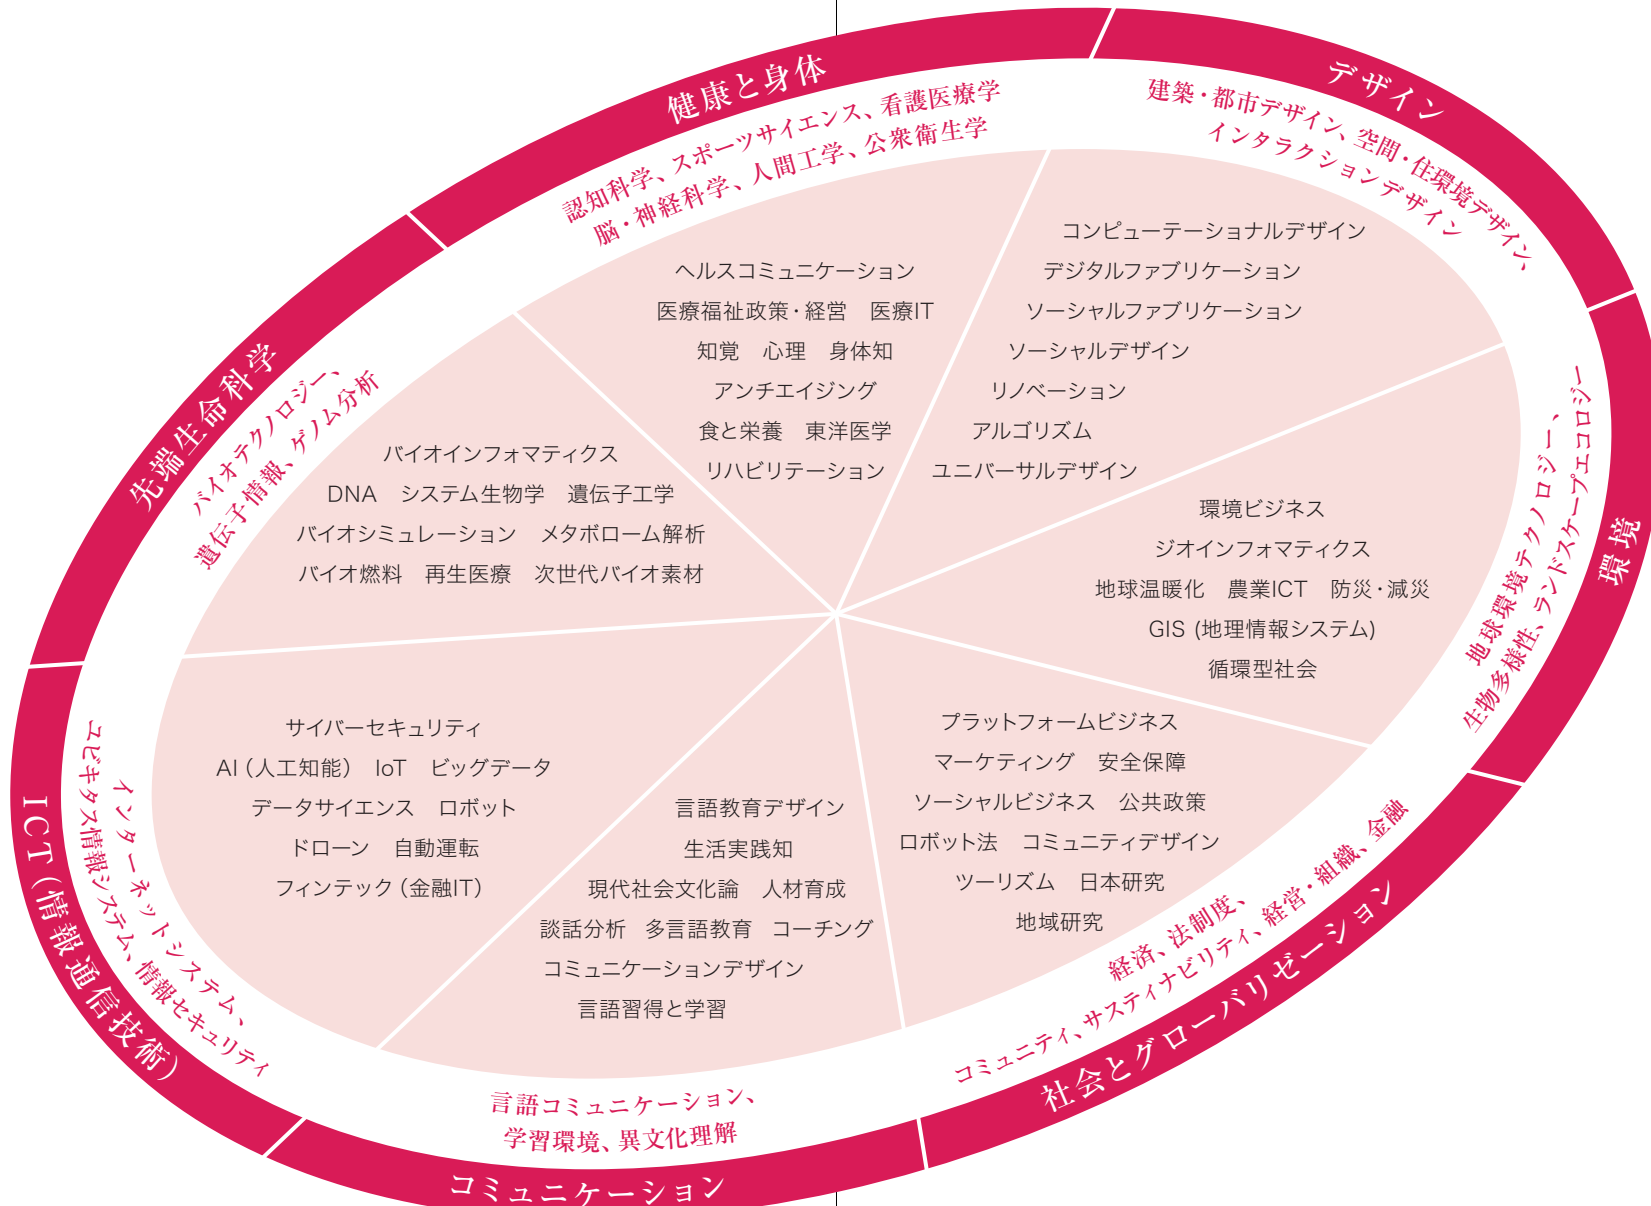 健康と身体
認知科学、スポーツサイエンス、看護医療学
脳・神経科学、人間工学、公衆衛生学
ヘルスコミュニケーション
医療福祉政策・経営　医療IT
知覚　心理　身体知
アンチエイジング
食と栄養　東洋医学
リハビリテーション
デザイン
建築・都市デザイン、空間・住環境デザイン、
インタラクションデザイン
コンピューテーショナルデザイン
デジタルファブリケーション
ソーシャルファブリケーション
ソーシャルデザイン
リノベーション
アルゴリズム
ユニバーサルデザイン
環境
地球環境テクノロジー、
生物多様性、ランドスケープエコロジー
環境ビジネス
ジオインフォマティクス
地球温暖化　農業ICT　防災・減災
GIS (地理情報システム)
循環型社会
社会とグローバリゼーション
経済、法制度、
コミュニティ、サスティナビリティ、経営・組織、金融
プラットフォームビジネス
マーケティング　安全保障
ソーシャルビジネス　公共政策
ロボット法　コミュニティデザイン
ツーリズム　日本研究
地域研究
コミュニケーション
言語コミュニケーション、
学習環境、異文化理解
言語教育デザイン
生活実践知
現代社会文化論　人材育成
談話分析　多言語教育　コーチング
コミュニケーションデザイン
言語習得と学習
ICT（情報通信技術）
インターネットシステム、
ユビキタス情報システム、情報セキュリティ
サイバーセキュリティ
AI（人工知能）　IoT　ビッグデータ
データサイエンス　ロボット
ドローン　自動運転
フィンテック（金融IT）
先端生命科学
バイオテクノロジー、
遺伝子情報、ゲノム分析
バイオインフォマティクス
DNA　システム生物学　遺伝子工学
バイオシミュレーション　メタボローム解析
バイオ燃料　再生医療　次世代バイオ素材